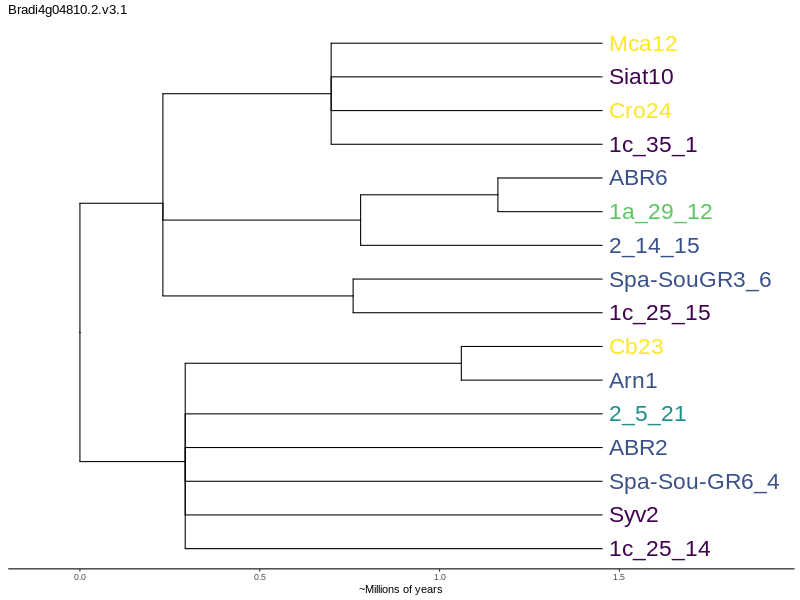 Bradi4g04810.2.v3.1
Mca12
Siat10
Cro24
1c_35_1
ABR6
1a_29_12
2_14_15
Spa-SouGR3_6
1c_25_15
Cb23
Arn1
2_5_21
ABR2
Spa-Sou-GR6_4
Syv2
1c_25_14
0.0 0.5 1.0 1.5
~Millions of years